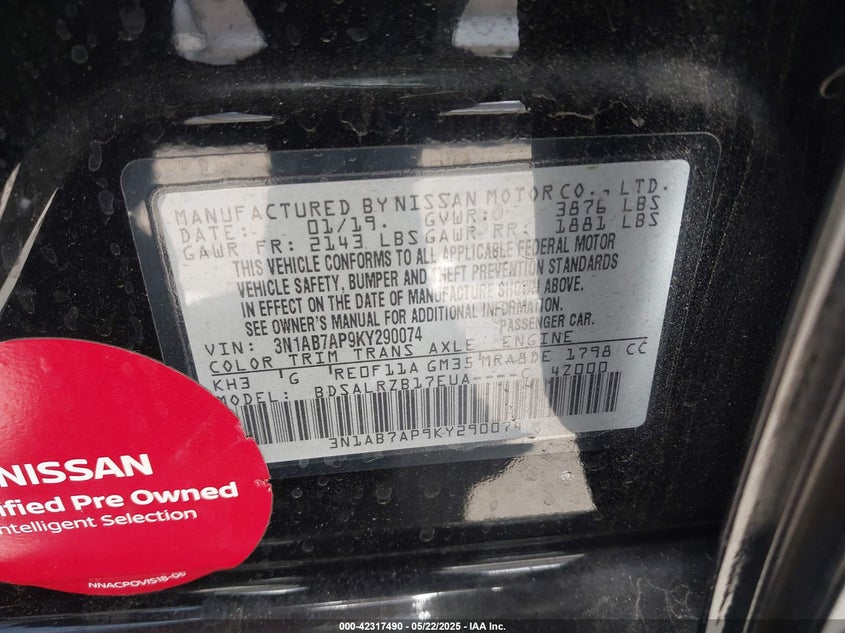 MANUFACTURED BY NISSAN MOTOR CO., LTD.
DATE: 01/19. GVWR: 3876 LBS
GAWR FR: 2143 LBS GAWR RR: 1881 LBS
THIS VEHICLE CONFORMS TO ALL APPLICABLE FEDERAL MOTOR
VEHICLE SAFETY, BUMPER AND THEFT PREVENTION STANDARDS
IN EFFECT ON THE DATE OF MANUFACTURE SHOWN ABOVE.
SEE OWNER'S MANUAL FOR ADDITIONAL INFORMATION.
VIN: 3N1AB7AP9KY290074 PASSENGER CAR.
COLOR TRIM TRANS AXLE ENGINE
KH3 G RE0F11A GM35 MRA8DE 1798 CC
MODEL: BDSALRZB17EUA----C 4Z000
3N1AB7AP9KY290074
NISSAN
ified Pre Owned
ntelligent Selection
NNACPOVIS18-06
000-42317490 - 05/22/2025 - IAA Inc.